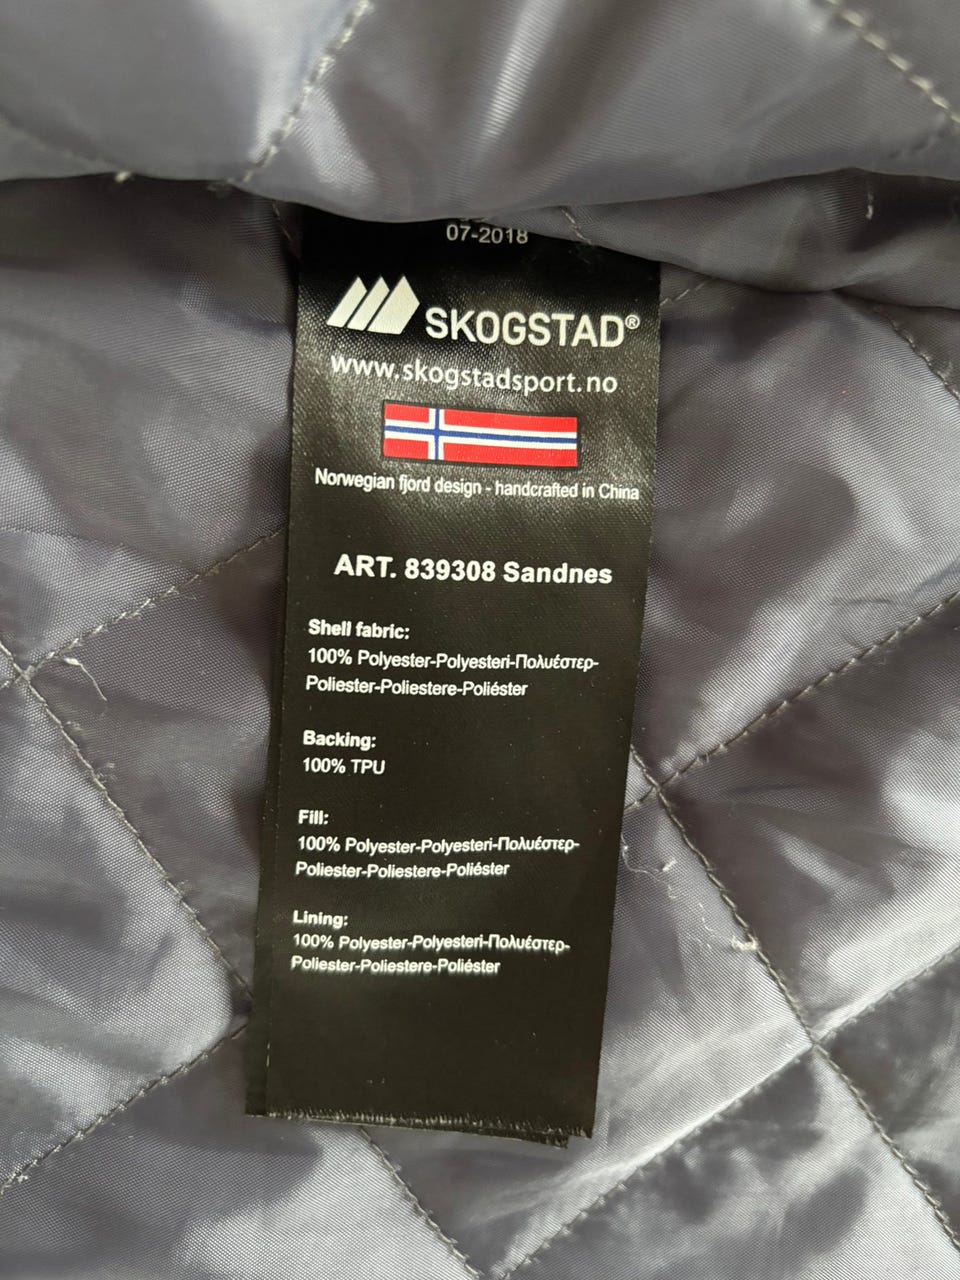 07-2018
SKOGSTAD®
www.skogstadsport.no
Norwegian fjord design - handcrafted in China
ART. 839308 Sandnes
Shell fabric:
100% Polyester-Polyesteri-Πολυέστερ-
Poliester-Poliestere-Poliéster
Backing:
100% TPU
Fill:
100% Polyester-Polyesteri-Πολυέστερ-
Poliester-Poliestere-Poliéster
Lining:
100% Polyester-Polyesteri-Πολυέστερ-
Poliester-Poliestere-Poliéster